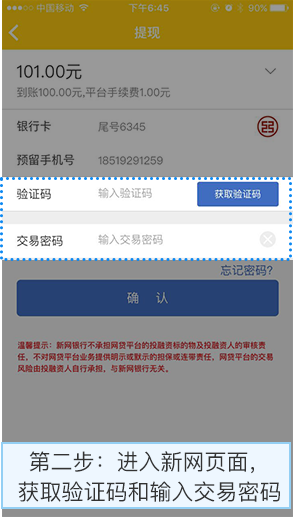 中国移动 下午6:45 90%
提现
101.00元
到账100.00元,平台手续费1.00元
银行卡 尾号6345
预留手机号 18519291259
验证码 输入验证码 获取验证码
交易密码 输入交易密码
忘记密码?
确 认
温馨提示：新网银行不承担网贷平台的投融资标的物及投融资人的审核责
任，不对网贷平台业务提供明示或默示的担保或连带责任，网贷平台的交易
风险由投融资人自行承担，与新网银行无关。
第二步：进入新网页面，
获取验证码和输入交易密码